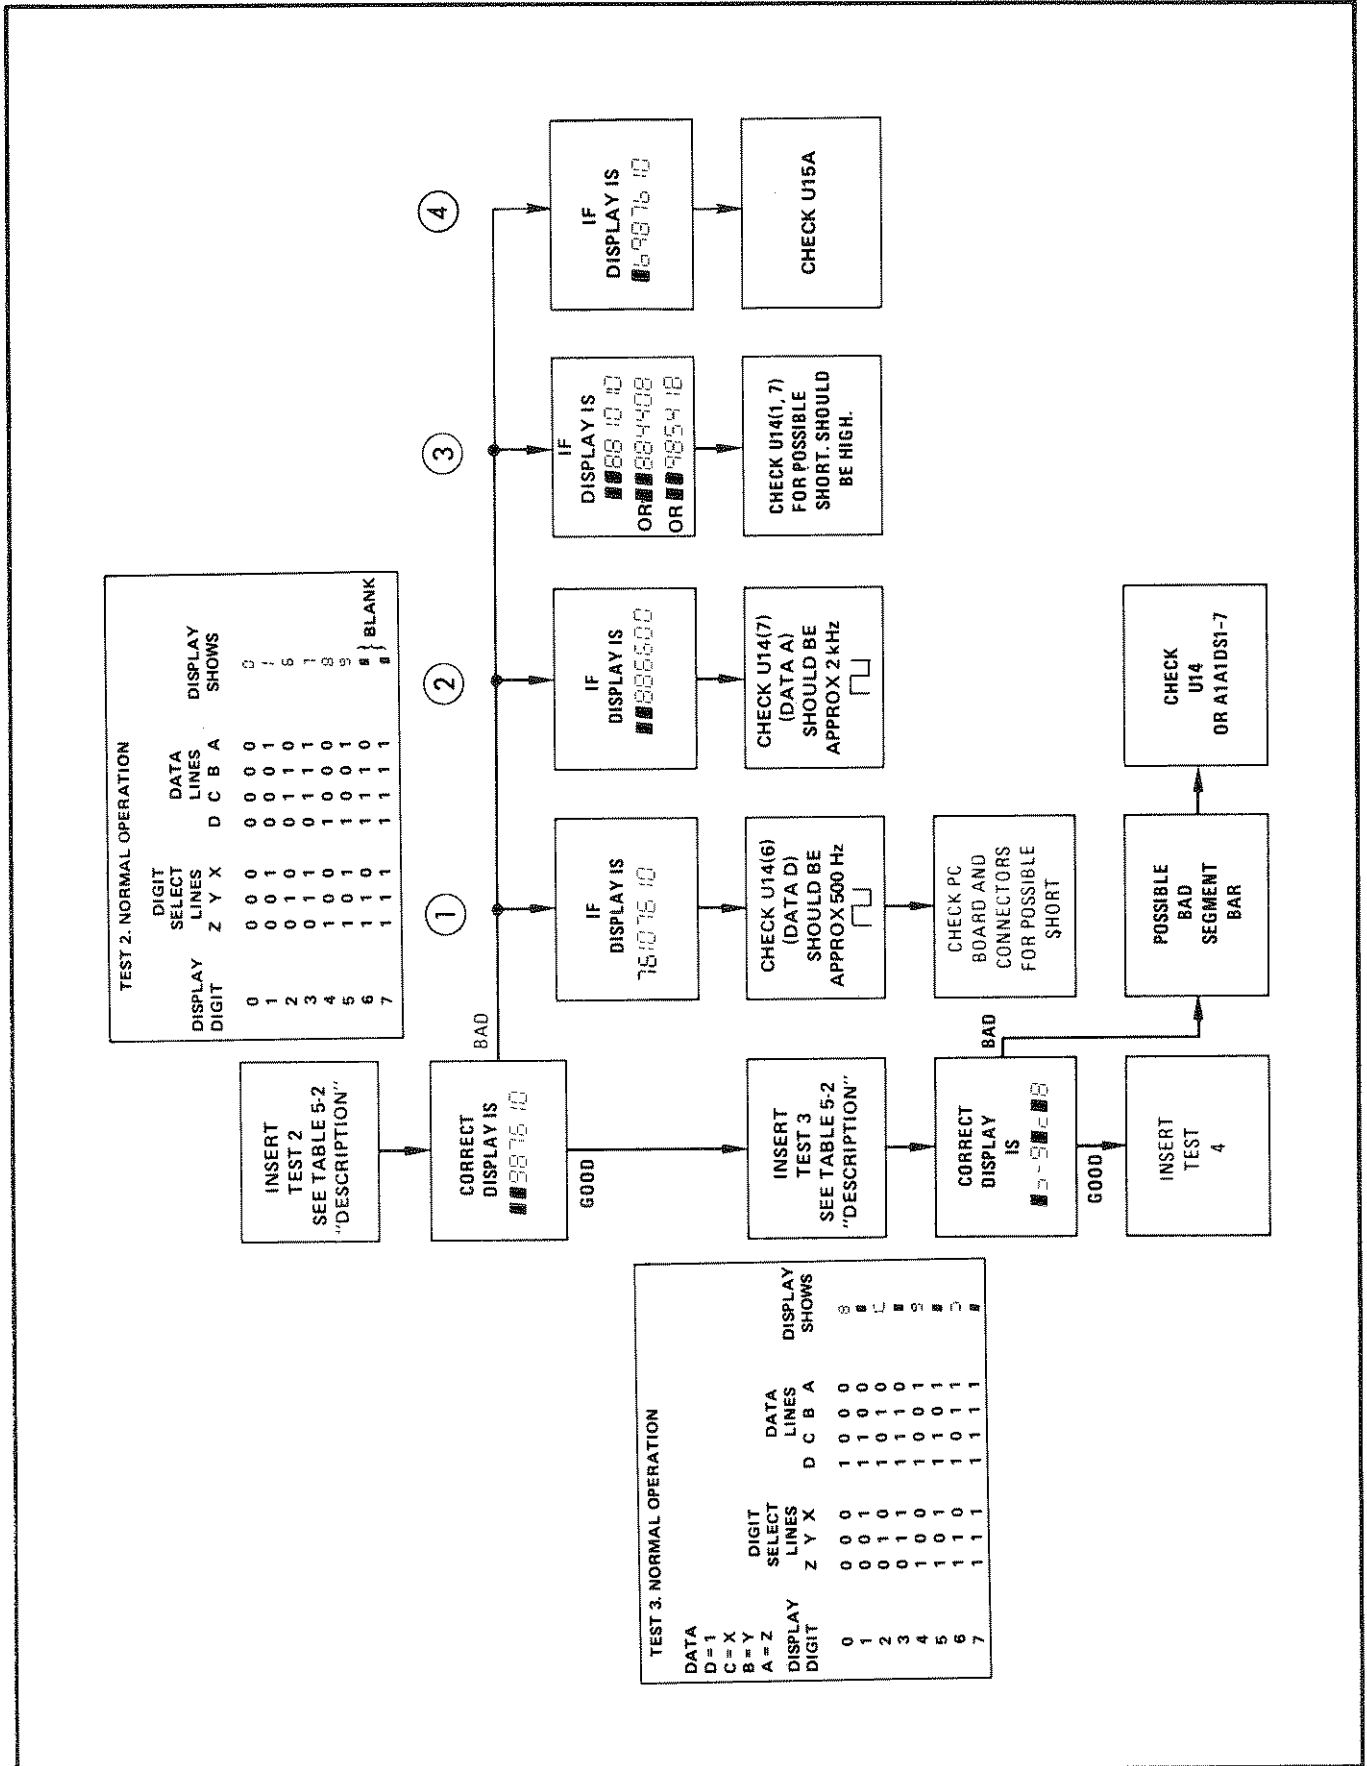 TEST 2. NORMAL OPERATION
DISPLAY DIGIT
DIGIT SELECT LINES
DATA LINES
DISPLAY SHOWS
Z Y X D C B A
0 0 0 0 0 0 0 0 0
1 0 0 1 0 0 0 1 1
2 0 1 0 0 1 1 0 6
3 0 1 1 0 1 1 1 7
4 1 0 0 1 0 0 0 8
5 1 0 1 1 0 0 1 9
6 1 1 0 1 1 1 0 ■
7 1 1 1 1 1 1 1 ■
} BLANK
INSERT
TEST 2
SEE TABLE 5-2
"DESCRIPTION"
CORRECT
DISPLAY IS
■■987610
BAD
GOOD
1
IF
DISPLAY IS
76107610
CHECK U14(6)
(DATA D)
SHOULD BE
APPROX 500 Hz
CHECK PC
BOARD AND
CONNECTORS
FOR POSSIBLE
SHORT
2
IF
DISPLAY IS
■■886600
CHECK U14(7)
(DATA A)
SHOULD BE
APPROX 2 kHz
3
IF
DISPLAY IS
■■881010
OR ■■884408
OR ■■985418
CHECK U14(1, 7)
FOR POSSIBLE
SHORT. SHOULD
BE HIGH.
4
IF
DISPLAY IS
■6987610
CHECK U15A
TEST 3. NORMAL OPERATION
DATA
D = 1
C = X
B = Y
A = Z
DISPLAY DIGIT
DIGIT SELECT LINES
DATA LINES
DISPLAY SHOWS
Z Y X D C B A
0 0 0 0 1 0 0 0 8
1 0 0 1 1 1 0 0 ■
2 0 1 0 1 0 1 0
3 0 1 1 1 1 1 0 ■
4 1 0 0 1 0 0 1 9
5 1 0 1 1 1 0 1 ■
6 1 1 0 1 0 1 1
7 1 1 1 1 1 1 1 ■
INSERT
TEST 3
SEE TABLE 5-2
"DESCRIPTION"
CORRECT
DISPLAY
IS
BAD
GOOD
INSERT
TEST
4
POSSIBLE
BAD
SEGMENT
BAR
CHECK
U14
OR A1A1DS1-7